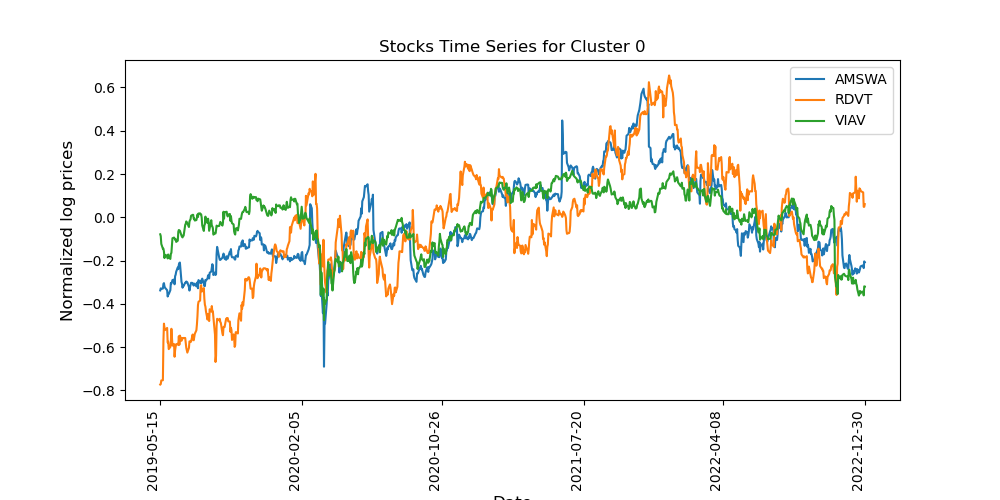 Stocks Time Series for Cluster 0
AMSWA
RDVT
VIAV
Normalized log prices
0.6
0.4
0.2
0.0
−0.2
−0.4
−0.6
−0.8
2019-05-15
2020-02-05
2020-10-26
2021-07-20
2022-04-08
2022-12-30